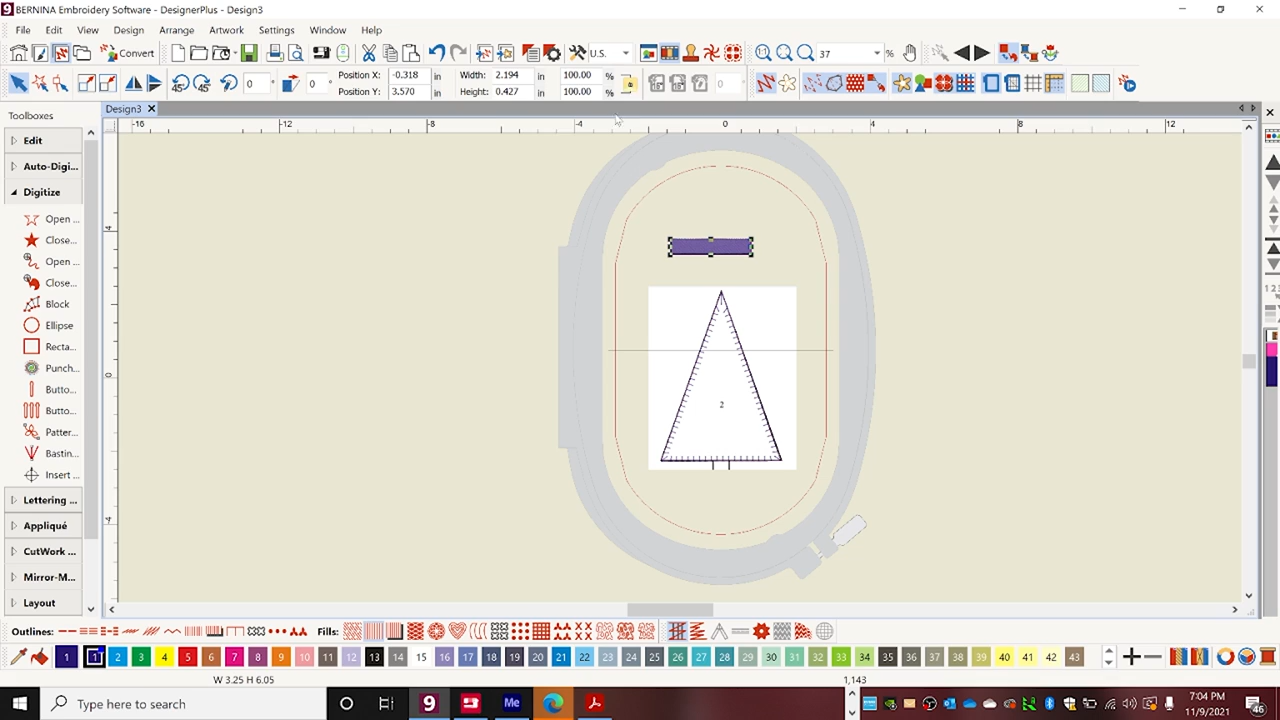 BERNINA Embroidery Software - DesignerPlus - Design3
File Edit View Design Arrange Artwork Settings Window Help
Convert U.S. 37 %
0 0 Position X: -0.318 in Width: 2.194 in 100.00 % 0
Position Y: 3.570 in Height: 0.427 in 100.00 %
Toolboxes
Design3
-16 -12 -8 -4 0 4 8 12
Edit
Auto-Digi...
Digitize
Open ...
Close...
Open ...
Close...
Block
Ellipse
Recta...
Punch...
Butto...
Butto...
Patter...
Bastin...
Insert ...
Lettering ...
Appliqué
CutWork ...
Mirror-M...
Layout
4
0
-4
2
Outlines: Fills:
1 1 2 3 4 5 6 7 8 9 10 11 12 13 14 15 16 17 18 19 20 21 22 23 24 25 26 27 28 29 30 31 32 33 34 35 36 37 38 39 40 41 42 43
W 3.25 H 6.05 1,143
Type here to search
9 Me
7:04 PM
11/9/2021
46